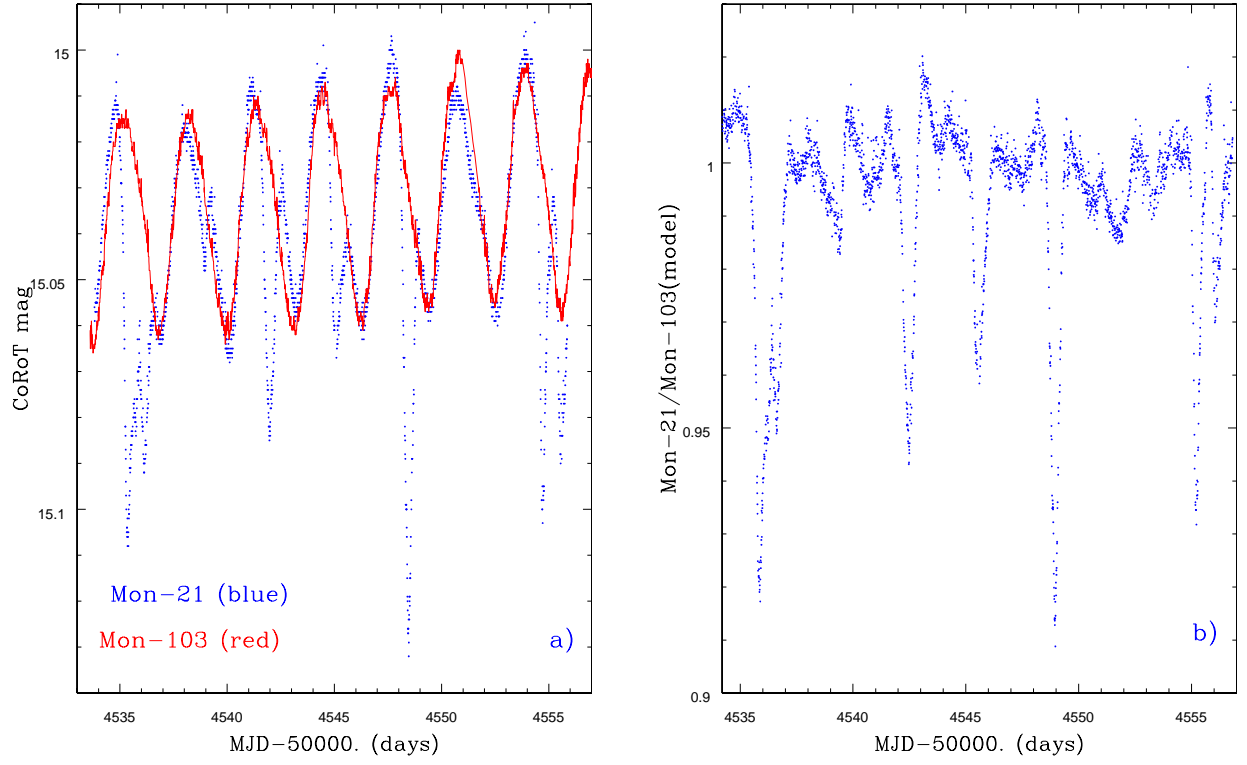 15
15.05
15.1
CoRoT mag
Mon-21 (blue)
Mon-103 (red)
a)
4535 4540 4545 4550 4555
MJD-50000. (days)
1
0.95
0.9
Mon-21/Mon-103(model)
b)
4535 4540 4545 4550 4555
MJD-50000. (days)